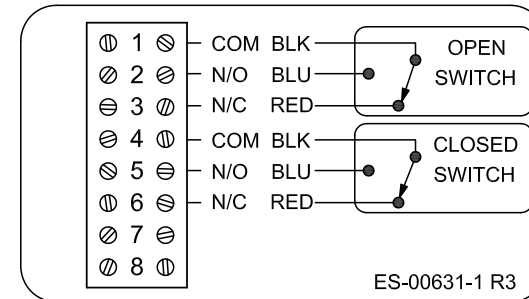 1 COM BLK OPEN
2 N/O BLU SWITCH
3 N/C RED
4 COM BLK CLOSED
5 N/O BLU SWITCH
6 N/C RED
7
8
ES-00631-1 R3